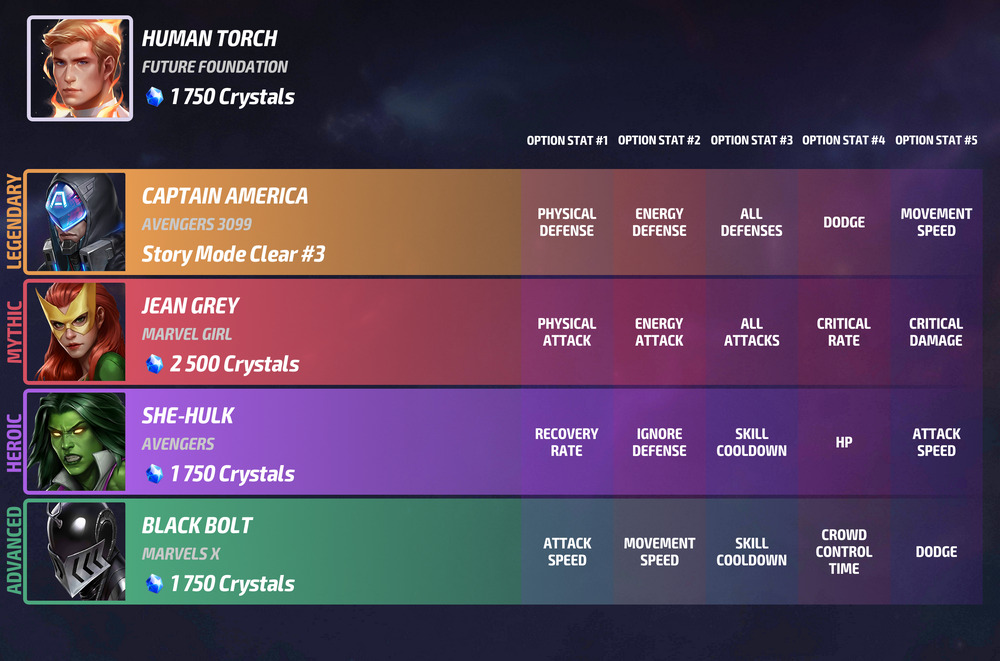 HUMAN TORCH
FUTURE FOUNDATION
1 750 Crystals
OPTION STAT #1 OPTION STAT #2 OPTION STAT #3 OPTION STAT #4 OPTION STAT #5
LEGENDARY
CAPTAIN AMERICA
AVENGERS 3099
Story Mode Clear #3
PHYSICAL
DEFENSE
ENERGY
DEFENSE
ALL
DEFENSES
DODGE
MOVEMENT
SPEED
MYTHIC
JEAN GREY
MARVEL GIRL
2 500 Crystals
PHYSICAL
ATTACK
ENERGY
ATTACK
ALL
ATTACKS
CRITICAL
RATE
CRITICAL
DAMAGE
HEROIC
SHE-HULK
AVENGERS
1 750 Crystals
RECOVERY
RATE
IGNORE
DEFENSE
SKILL
COOLDOWN
HP
ATTACK
SPEED
ADVANCED
BLACK BOLT
MARVELS X
1 750 Crystals
ATTACK
SPEED
MOVEMENT
SPEED
SKILL
COOLDOWN
CROWD
CONTROL
TIME
DODGE